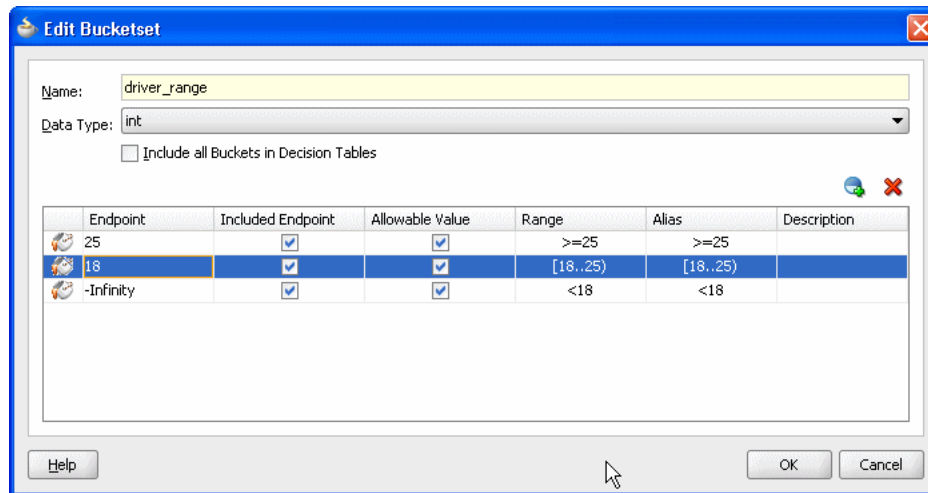 Edit Bucketset
Name: driver_range
Data Type: int
Include all Buckets in Decision Tables
Endpoint Included Endpoint Allowable Value Range Alias Description
25 >=25 >=25
18 [18..25) [18..25)
-Infinity <18 <18
Help OK Cancel